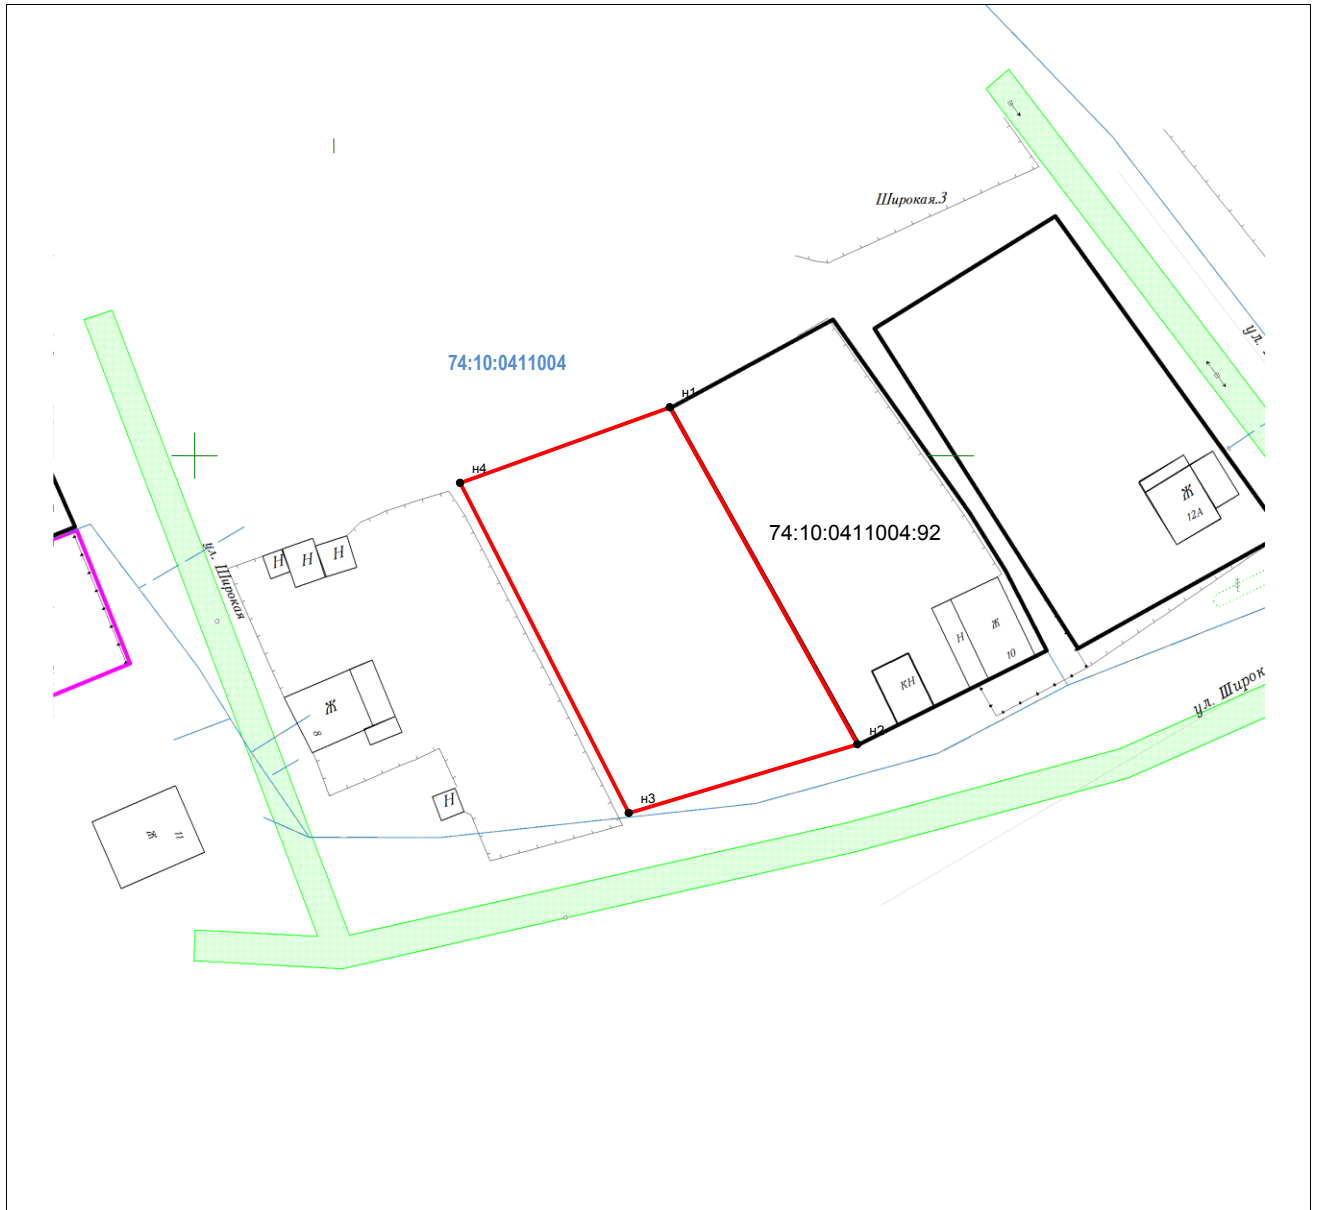 Широкая.3
ул.
74:10:0411004
н1
н4
Ж
12А
74:10:0411004:92
ул. Широкая
Н
Н
Н
Н
Ж
10
КН
Ж
8
н2
ул. Широк
н3
Н
Ж
11